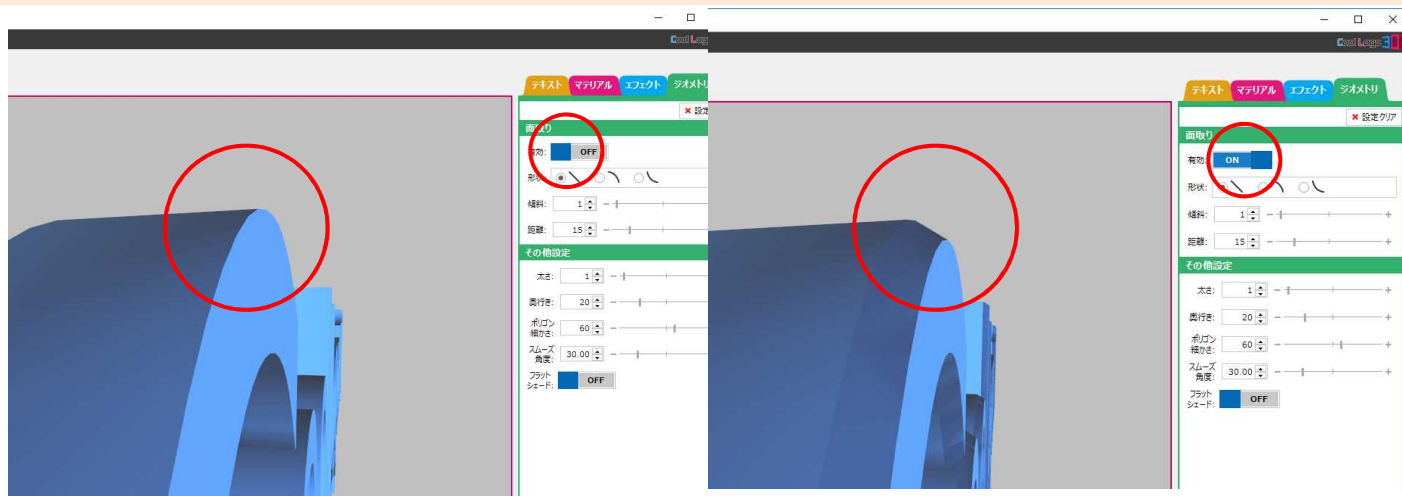 Cool Logo
テキスト マテリアル エフェクト ジオメトリ
× 設定
面取り
有効: OFF
形状:
傾斜: 1
距離: 15
その他設定
太さ: 1
奥行き: 20
ポリゴン
細かさ: 60
スムーズ
角度: 30.00
フラット
シェード: OFF
Cool Logo 3D
テキスト マテリアル エフェクト ジオメトリ
× 設定クリア
面取り
有効: ON
形状:
傾斜: 1
距離: 15
その他設定
太さ: 1
奥行き: 20
ポリゴン
細かさ: 60
スムーズ
角度: 30.00
フラット
シェード: OFF